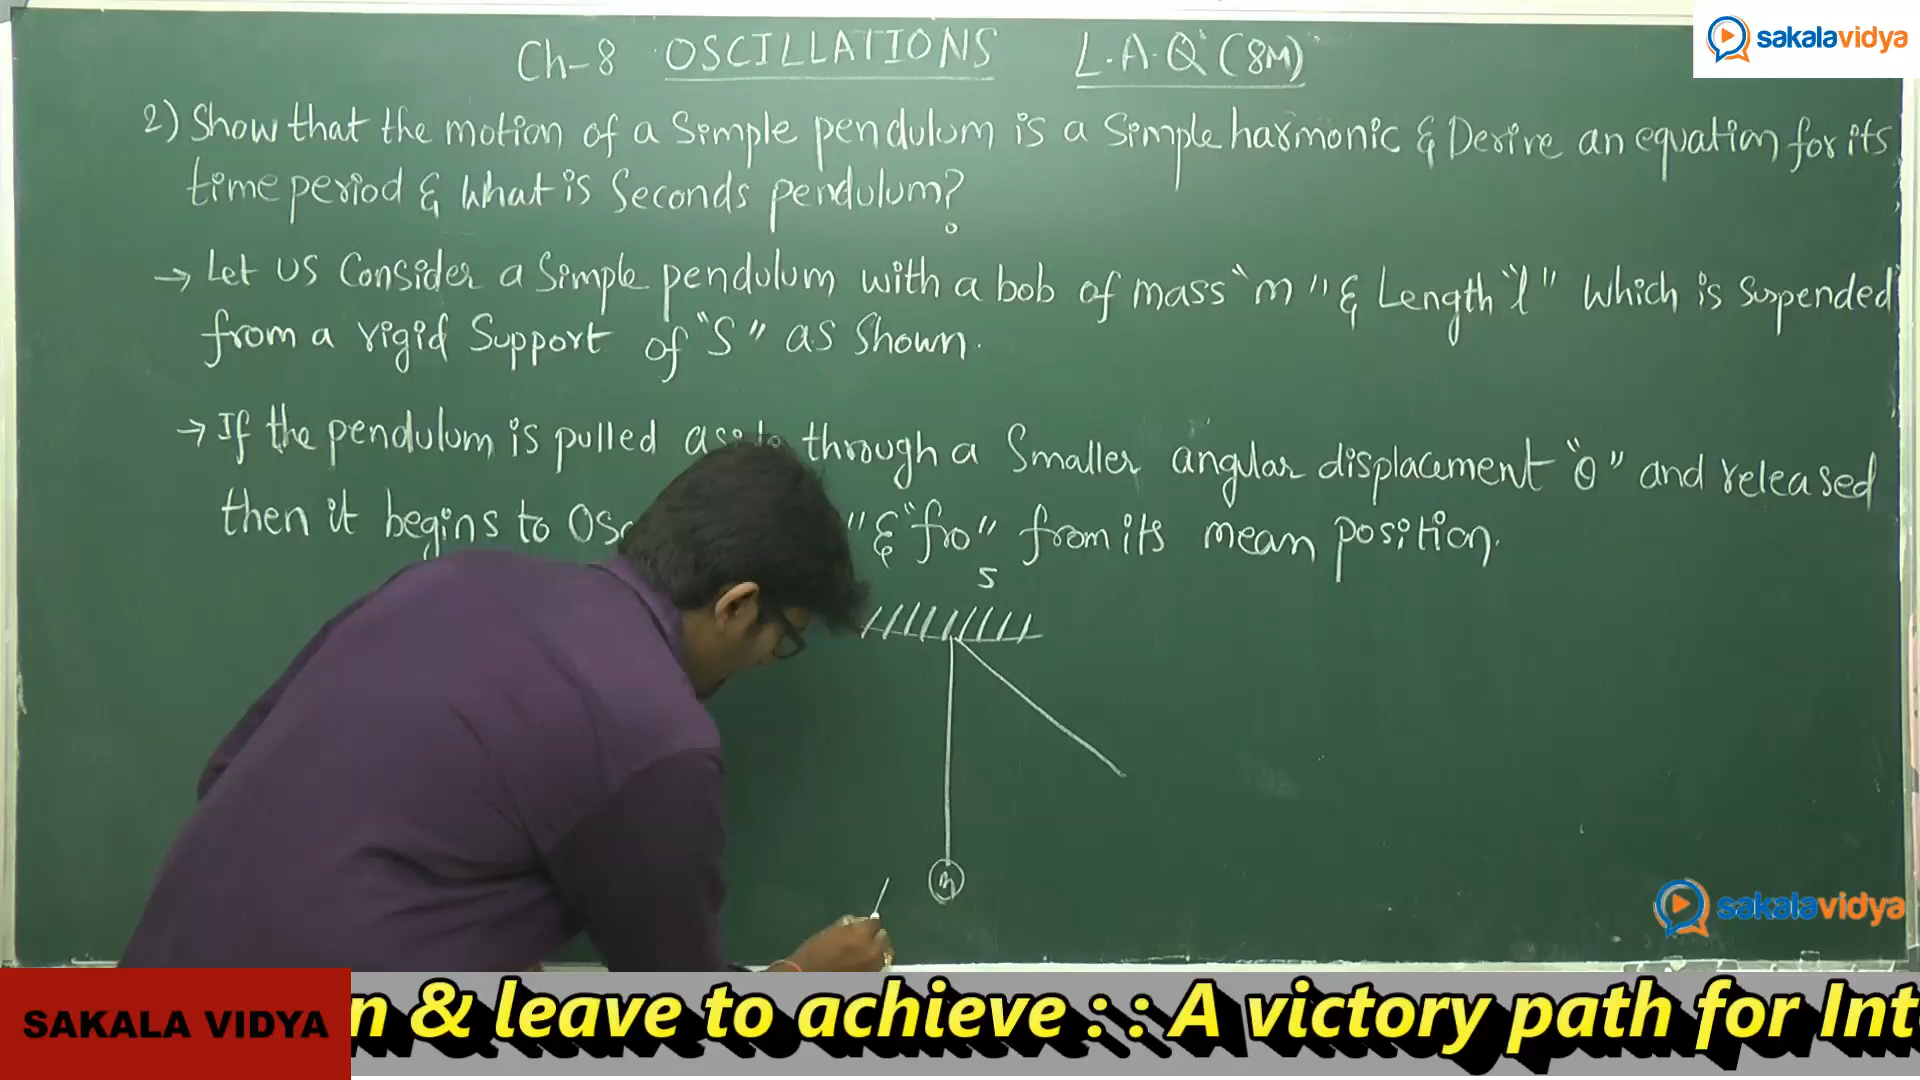 Ch-8 OSCILLATIONS L.A.Q (8M)
sakalavidya
2) Show that the motion of a Simple pendulum is a Simple harmonic & Derive an equation for its
time period & What is Seconds pendulum?
→ Let us Consider a Simple pendulum with a bob of mass "m" & Length "l" which is suspended
from a rigid Support of "S" as Shown.
→ If the pendulum is pulled aside through a Smaller angular displacement "θ" and released
then it begins to " & "fro" from its mean position.
S
m
sakalavidya
SAKALA VIDYA
n & leave to achieve : : A victory path for Int